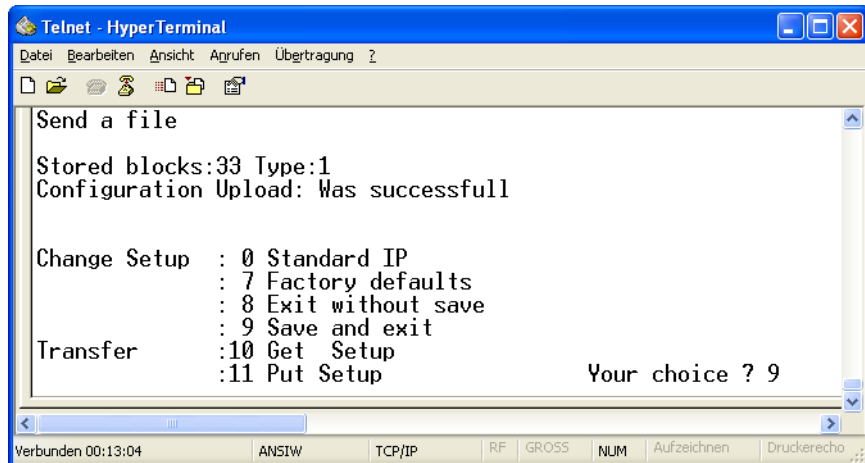 Telnet - HyperTerminal
Datei Bearbeiten Ansicht Anrufen Übertragung ?
Send a file
Stored blocks:33 Type:1
Configuration Upload: Was successfull
Change Setup : 0 Standard IP
: 7 Factory defaults
: 8 Exit without save
: 9 Save and exit
Transfer :10 Get Setup
:11 Put Setup Your choice ? 9
Verbunden 00:13:04 ANSIW TCP/IP RF GROSS NUM Aufzeichnen Druckerecho